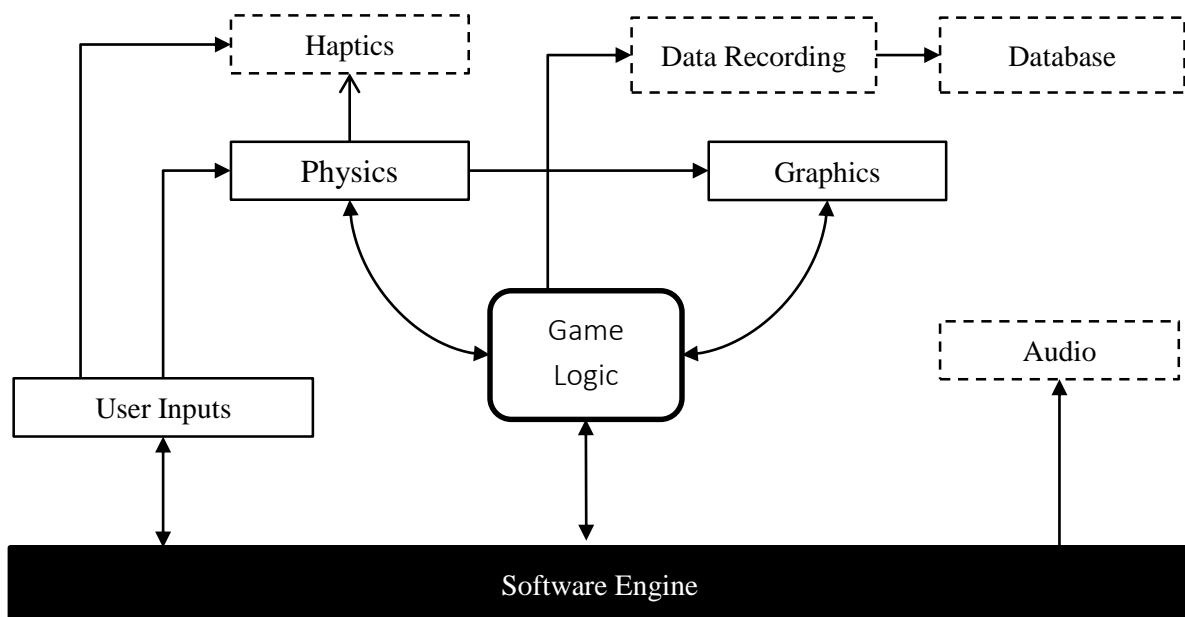 Haptics
Data Recording
Database
Physics
Graphics
Game
Logic
Audio
User Inputs
Software Engine